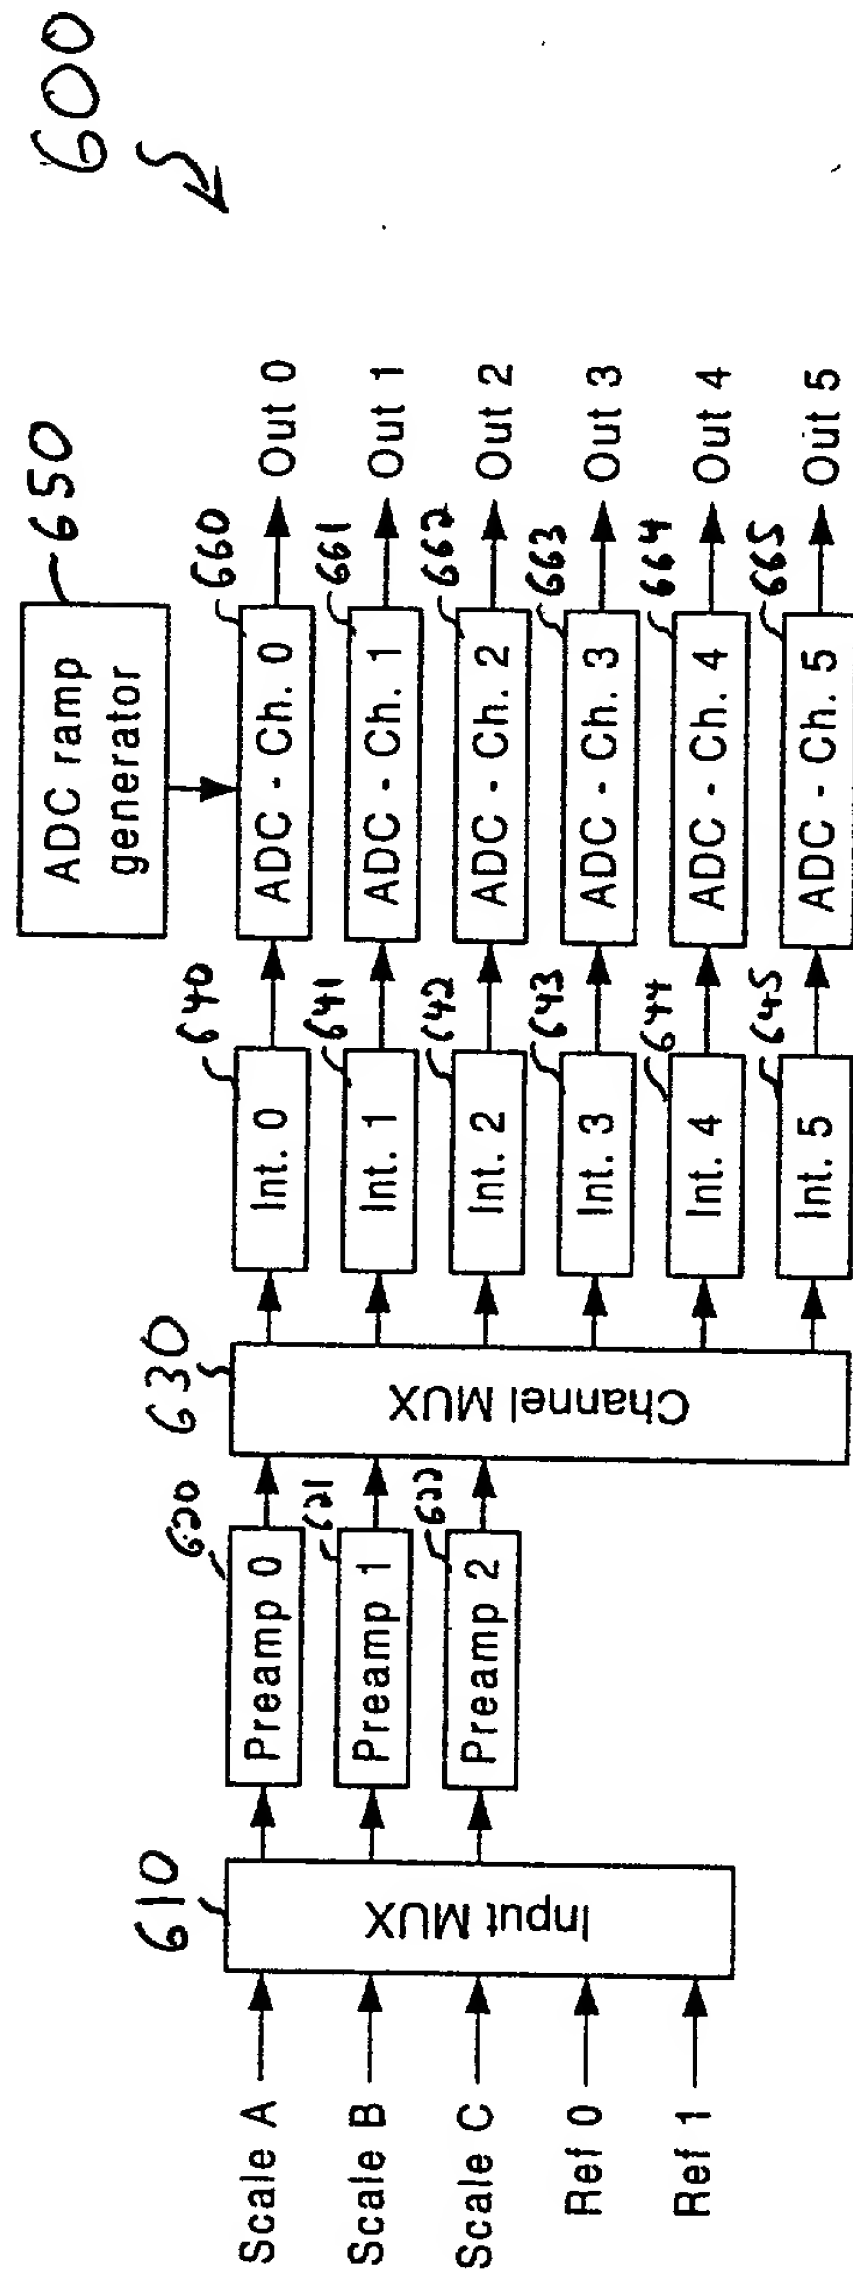 600
650
ADC ramp
generator
Scale A
Scale B
Scale C
Ref 0
Ref 1
610
Input MUX
620
Preamp 0
621
Preamp 1
622
Preamp 2
630
Channel MUX
640
Int. 0
641
Int. 1
642
Int. 2
643
Int. 3
644
Int. 4
645
Int. 5
660
ADC - Ch. 0
661
ADC - Ch. 1
662
ADC - Ch. 2
663
ADC - Ch. 3
664
ADC - Ch. 4
665
ADC - Ch. 5
Out 0
Out 1
Out 2
Out 3
Out 4
Out 5